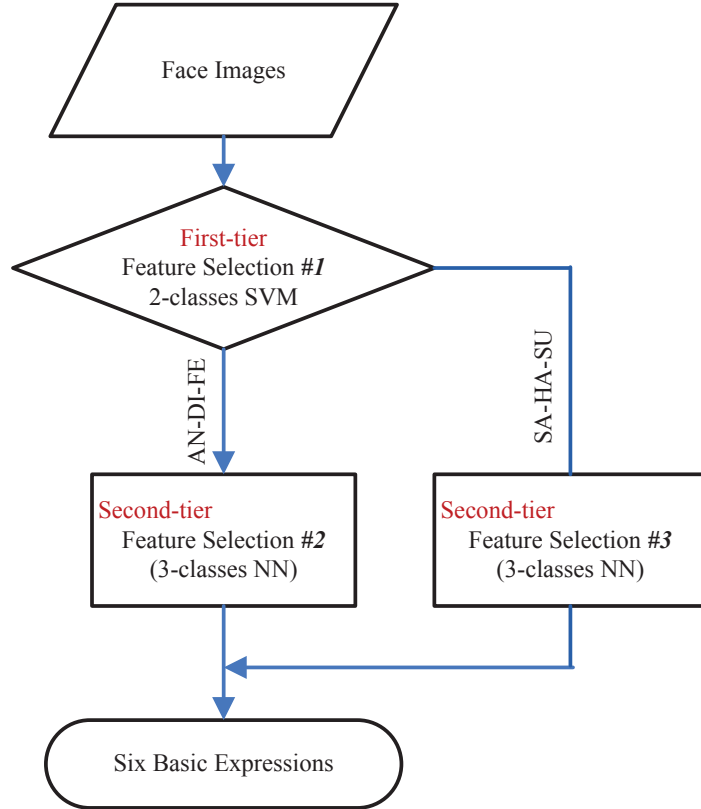 Face Images
First-tier
Feature Selection #1
2-classes SVM
AN-DI-FE
SA-HA-SU
Second-tier
Feature Selection #2
(3-classes NN)
Second-tier
Feature Selection #3
(3-classes NN)
Six Basic Expressions